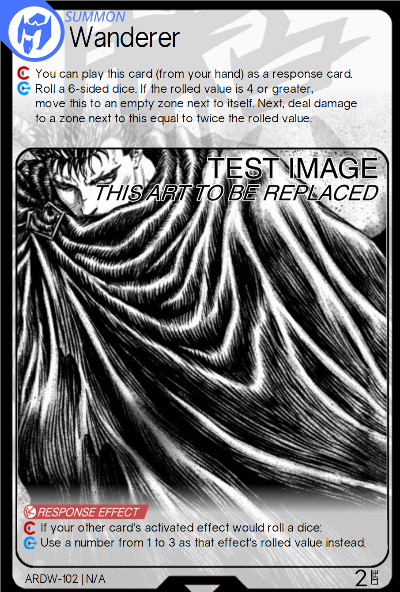 SUMMON
Wanderer
You can play this card (from your hand) as a response card.
Roll a 6-sided dice. If the rolled value is 4 or greater,
move this to an empty zone next to itself. Next, deal damage
to a zone next to this equal to twice the rolled value.
TEST IMAGE
THIS ART TO BE REPLACED
RESPONSE EFFECT
If your other card's activated effect would roll a dice:
Use a number from 1 to 3 as that effect's rolled value instead.
ARDW-102 | N/A
2 LIFE